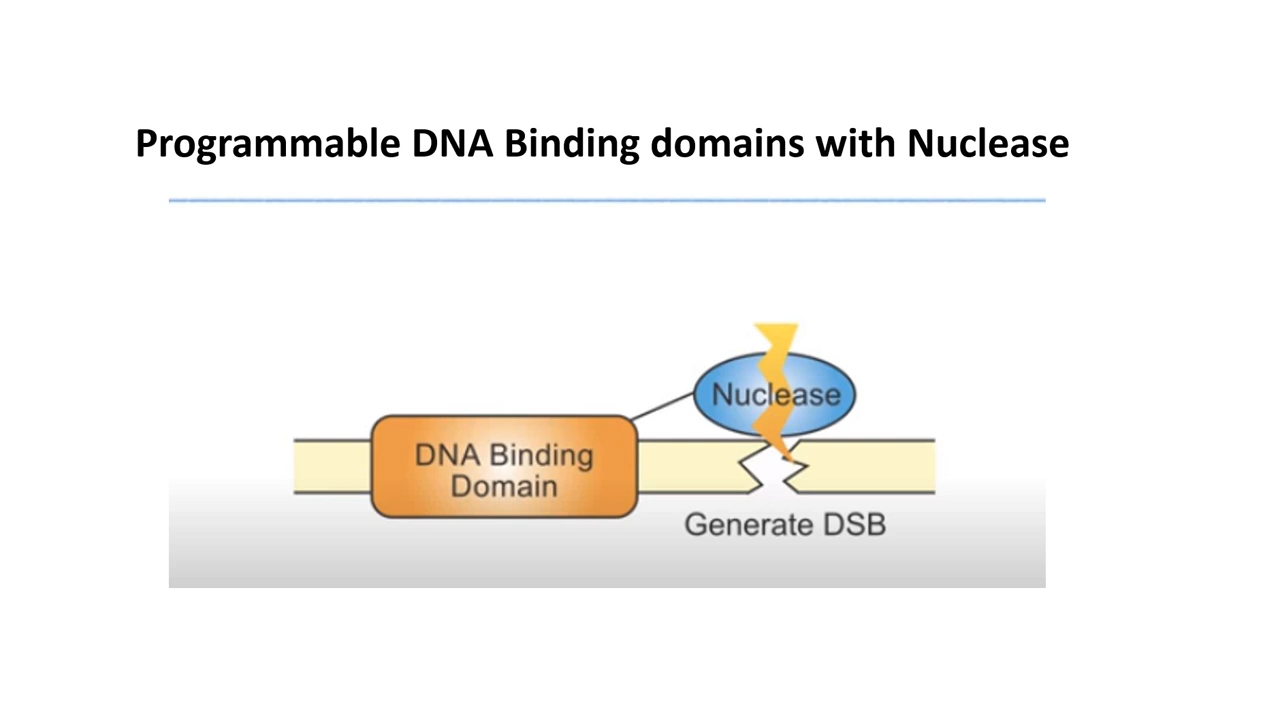 Programmable DNA Binding domains with Nuclease
Nuclease
DNA Binding
Domain
Generate DSB